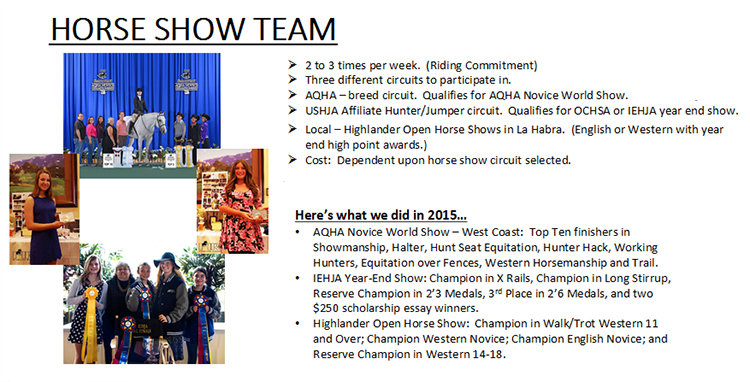 HORSE SHOW TEAM
➢ 2 to 3 times per week.  (Riding Commitment)
➢ Three different circuits to participate in.
➢ AQHA – breed circuit.  Qualifies for AQHA Novice World Show.
➢ USHJA Affiliate Hunter/Jumper circuit.  Qualifies for OCHSA or IEHJA year end show.
➢ Local – Highlander Open Horse Shows in La Habra.  (English or Western with year
end high point awards.)
➢ Cost:  Dependent upon horse show circuit selected.
Here's what we did in 2015…
• AQHA Novice World Show – West Coast:  Top Ten finishers in
Showmanship, Halter, Hunt Seat Equitation, Hunter Hack, Working
Hunters, Equitation over Fences, Western Horsemanship and Trail.
• IEHJA Year-End Show: Champion in X Rails, Champion in Long Stirrup,
Reserve Champion in 2'3 Medals, 3rd Place in 2'6 Medals, and two
$250 scholarship essay winners.
• Highlander Open Horse Show:  Champion in Walk/Trot Western 11
and Over; Champion Western Novice; Champion English Novice; and
Reserve Champion in Western 14-18.